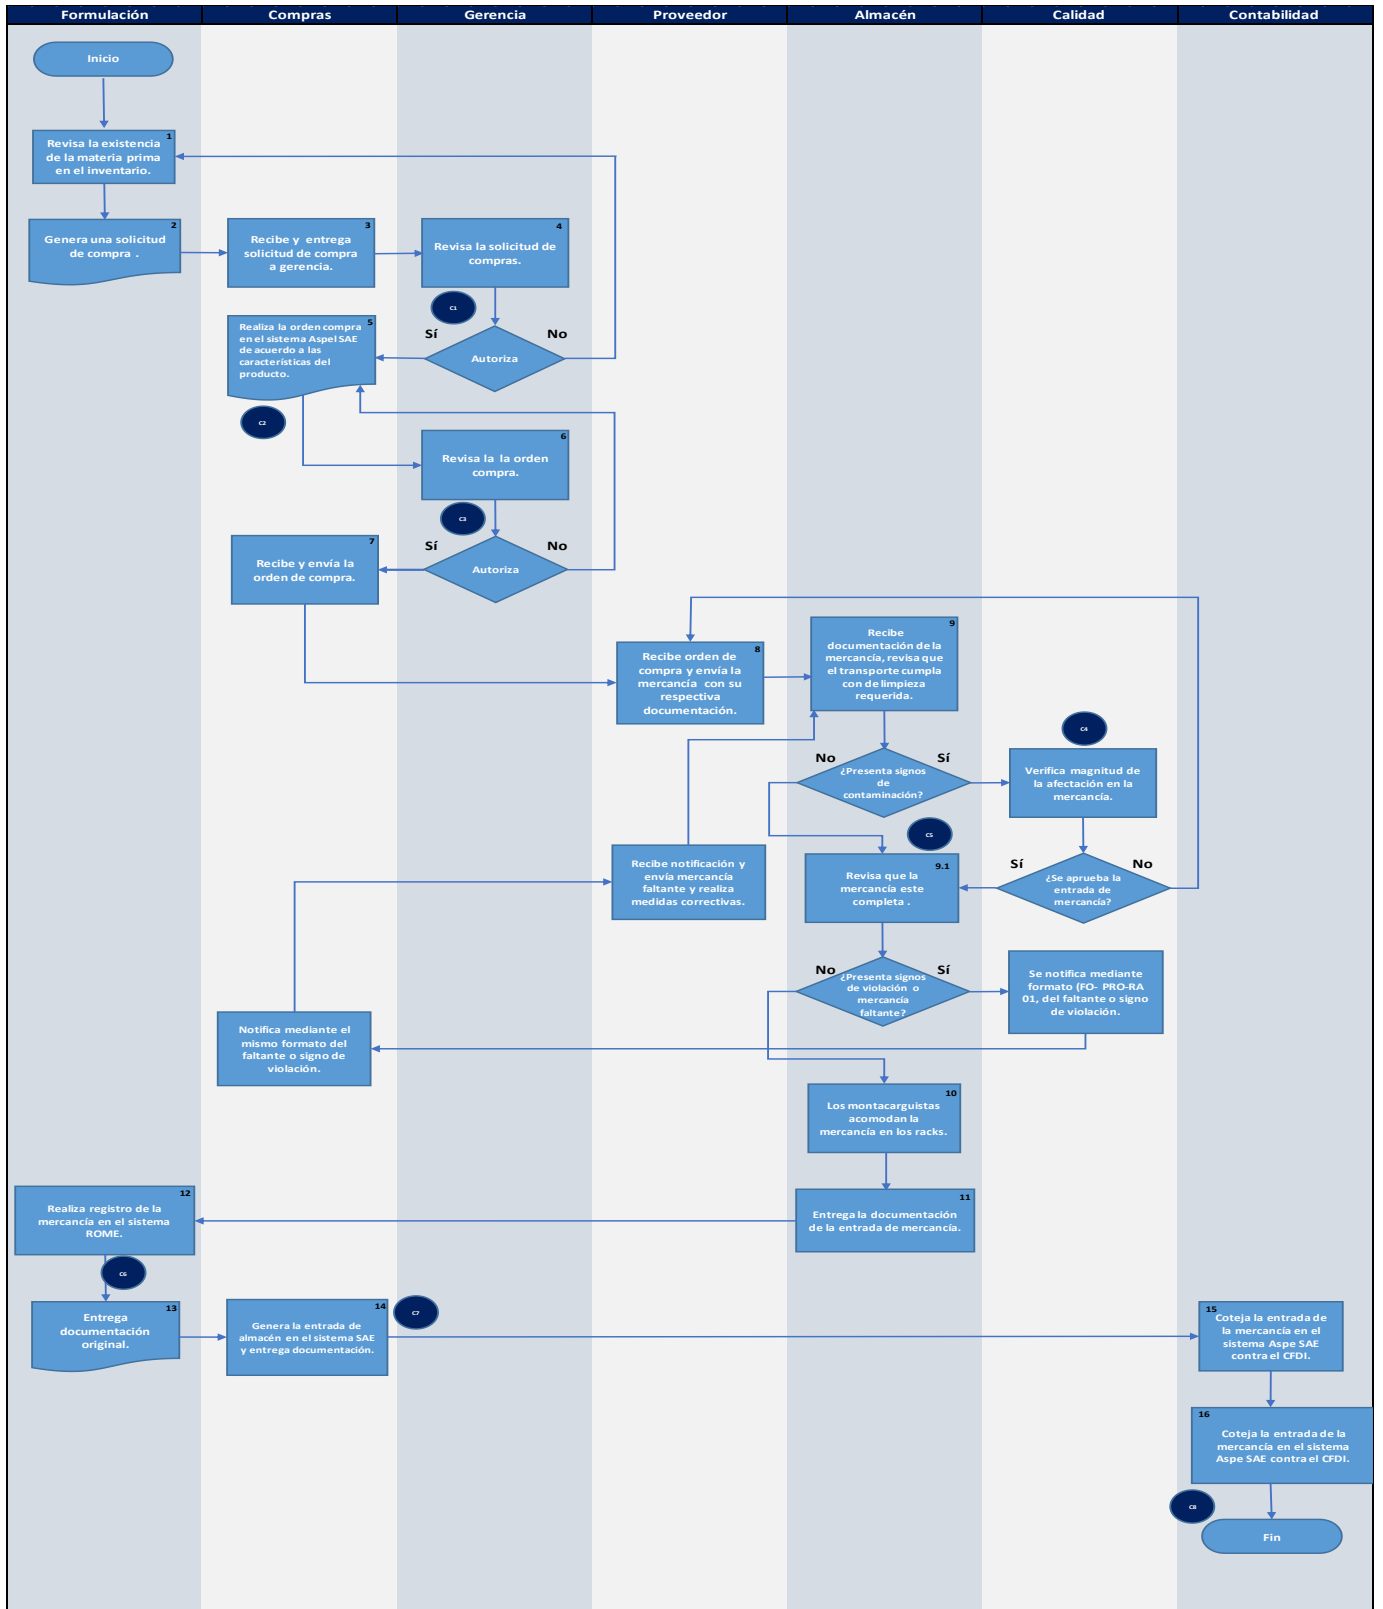 Formulación Compras Gerencia Proveedor Almacén Calidad Contabilidad
Inicio
1
Revisa la existencia
de la materia prima
en el inventario.
2
Genera una solicitud
de compra .
3
Recibe y entrega
solicitud de compra
a gerencia.
4
Revisa la solicitud de
compras.
C1
Sí
No
Autoriza
5
Realiza la orden compra
en el sistema Aspel SAE
de acuerdo a las
características del
producto.
C2
6
Revisa la la orden
compra.
C3
Sí
No
Autoriza
7
Recibe y envía la
orden de compra.
8
Recibe orden de
compra y envía la
mercancía con su
respectiva
documentación.
9
Recibe
documentación de la
mercancía, revisa que
el transporte cumpla
con de limpieza
requerida.
No
Sí
¿Presenta signos
de
contaminación?
C4
Verifica magnitud de
la afectación en la
mercancía.
C5
Sí
No
¿Se aprueba la
entrada de
mercancía?
9.1
Revisa que la
mercancía este
completa .
Recibe notificación y
envía mercancía
faltante y realiza
medidas correctivas.
No
Sí
¿Presenta signos
de violación o
mercancía
faltante?
Se notifica mediante
formato (FO- PRO-RA
01, del faltante o signo
de violación.
Notifica mediante el
mismo formato del
faltante o signo de
violación.
10
Los montacarguistas
acomodan la
mercancía en los racks.
11
Entrega la documentación
de la entrada de mercancía.
12
Realiza registro de la
mercancía en el sistema
ROME.
C6
13
Entrega
documentación
original.
14
Genera la entrada de
almacén en el sistema SAE
y entrega documentación.
C7
15
Coteja la entrada de
la mercancía en el
sistema Aspe SAE
contra el CFDI.
16
Coteja la entrada de la
mercancía en el sistema
Aspe SAE contra el CFDI.
C8
Fin